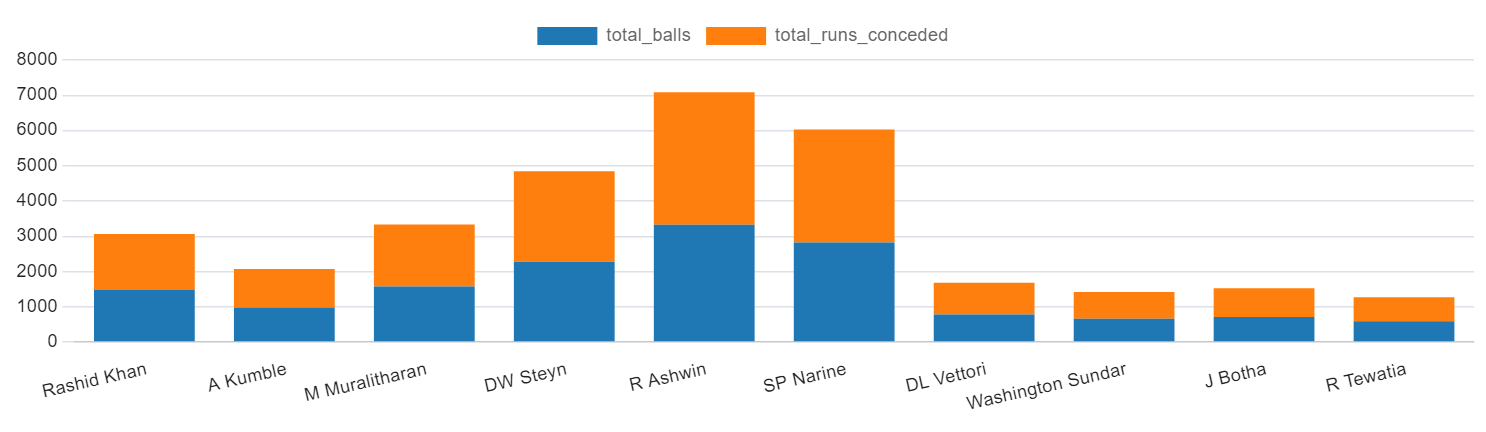 total_balls total_runs_conceded
8000
7000
6000
5000
4000
3000
2000
1000
0
Rashid Khan
A Kumble
M Muralitharan
DW Steyn
R Ashwin
SP Narine
DL Vettori
Washington Sundar
J Botha
R Tewatia